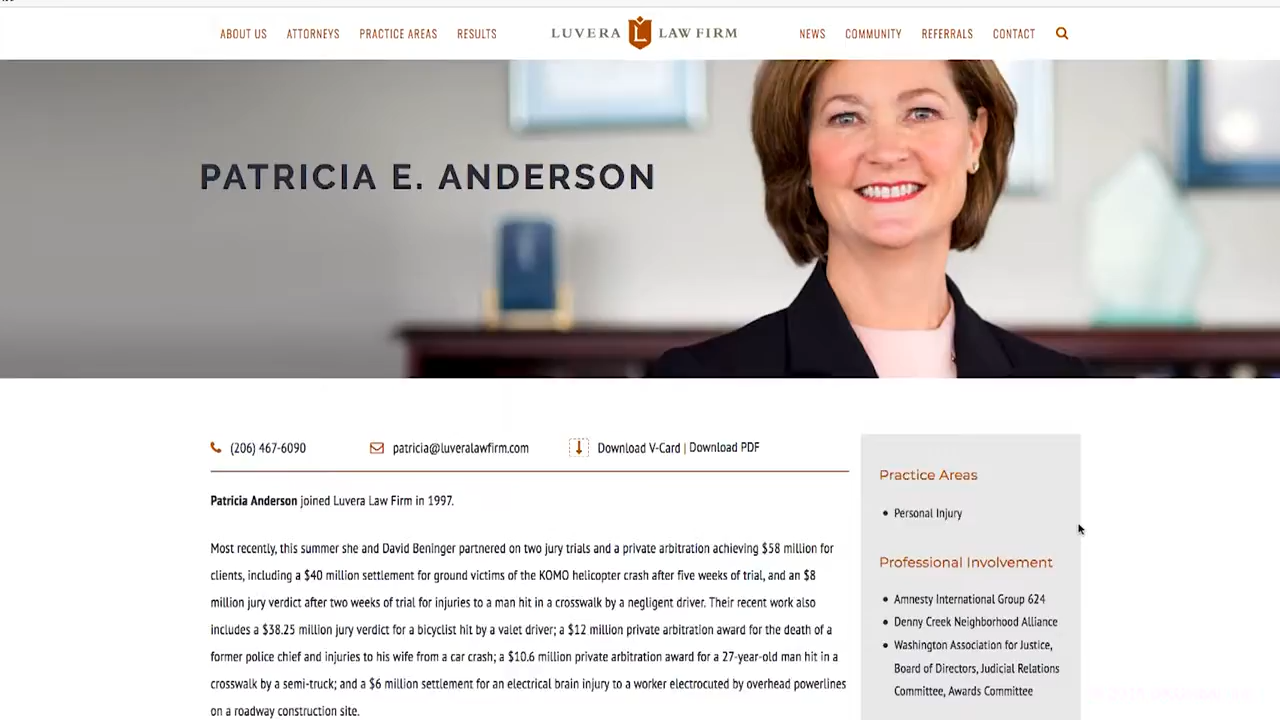 ABOUT US ATTORNEYS PRACTICE AREAS RESULTS LUVERA L LAW FIRM NEWS COMMUNITY REFERRALS CONTACT
PATRICIA E. ANDERSON
(206) 467-6090 patricia@luveralawfirm.com Download V-Card | Download PDF
Patricia Anderson joined Luvera Law Firm in 1997.
Most recently, this summer she and David Beninger partnered on two jury trials and a private arbitration achieving $58 million for
clients, including a $40 million settlement for ground victims of the KOMO helicopter crash after five weeks of trial, and an $8
million jury verdict after two weeks of trial for injuries to a man hit in a crosswalk by a negligent driver. Their recent work also
includes a $38.25 million jury verdict for a bicyclist hit by a valet driver; a $12 million private arbitration award for the death of a
former police chief and injuries to his wife from a car crash; a $10.6 million private arbitration award for a 27-year-old man hit in a
crosswalk by a semi-truck; and a $6 million settlement for an electrical brain injury to a worker electrocuted by overhead powerlines
on a roadway construction site.
Practice Areas
• Personal Injury
Professional Involvement
• Amnesty International Group 624
• Denny Creek Neighborhood Alliance
• Washington Association for Justice,
Board of Directors, Judicial Relations
Committee, Awards Committee